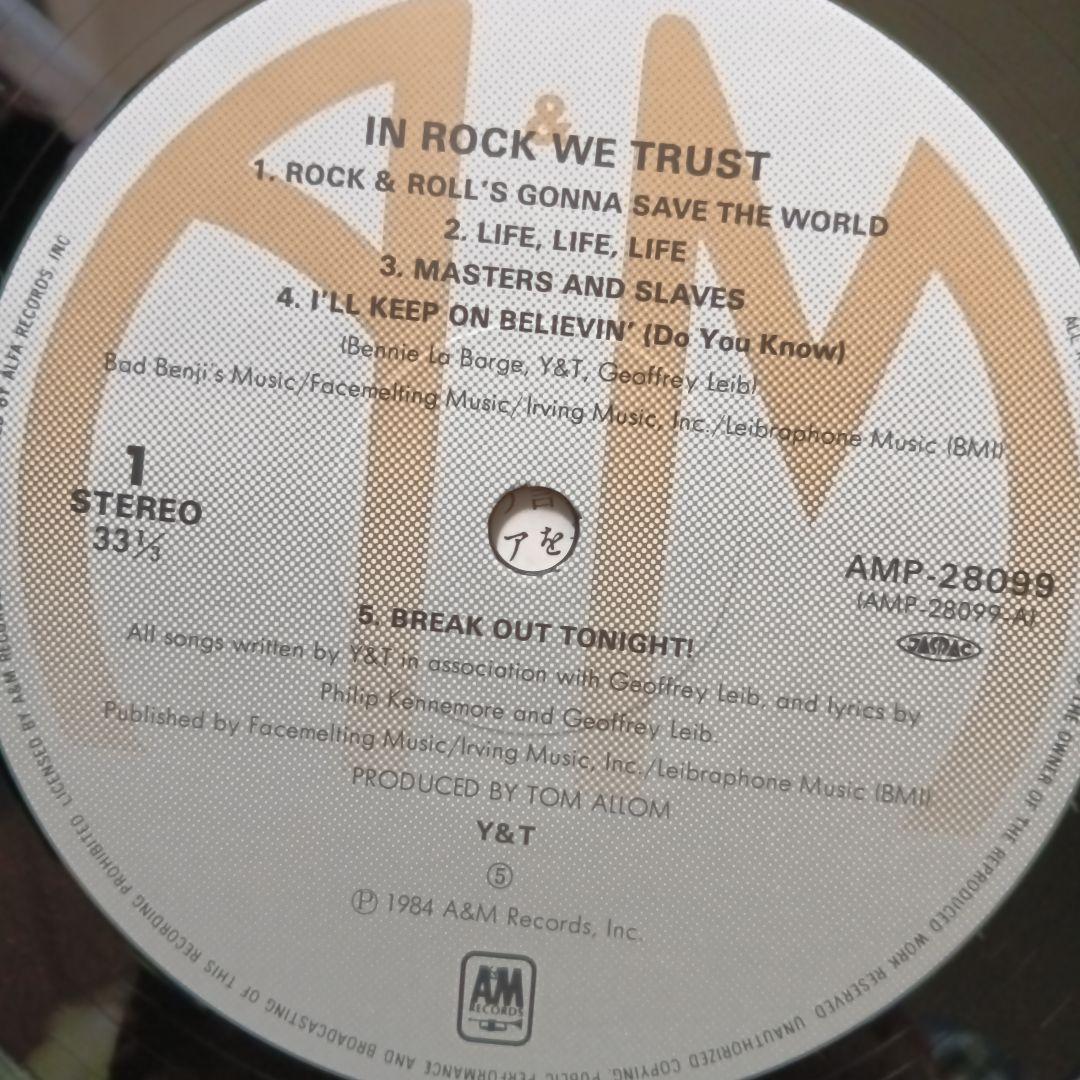 &
IN ROCK WE TRUST
1. ROCK & ROLL'S GONNA SAVE THE WORLD
2. LIFE, LIFE, LIFE
3. MASTERS AND SLAVES
4. I'LL KEEP ON BELIEVIN' (Do You Know)
(Bennie La Barge, Y&T, Geoffrey Leib)
Bad Benji's Music/Facemelting Music/Irving Music, Inc./Leibraphone Music (BMI)
1
STEREO
33 1/3
ア を
AMP-28099
(AMP-28099-A)
JASRAC
5. BREAK OUT TONIGHT!
All songs written by Y&T in association with Geoffrey Leib, and lyrics by
Philip Kennemore and Geoffrey Leib.
Published by Facemelting Music/Irving Music, Inc./Leibraphone Music (BMI)
PRODUCED BY TOM ALLOM
Y&T
⑤
Ⓟ 1984 A&M Records, Inc.
A&M
RECORDS
ALL
THE OWNER OF THE REPRODUCED WORK RESERVED UNAUTHORIZED COPYING, PUBLIC PERFORMANCE AND BROADCASTING OF THIS RECORDING PROHIBITED LICENSED BY A&M
BY ALFA RECORDS INC